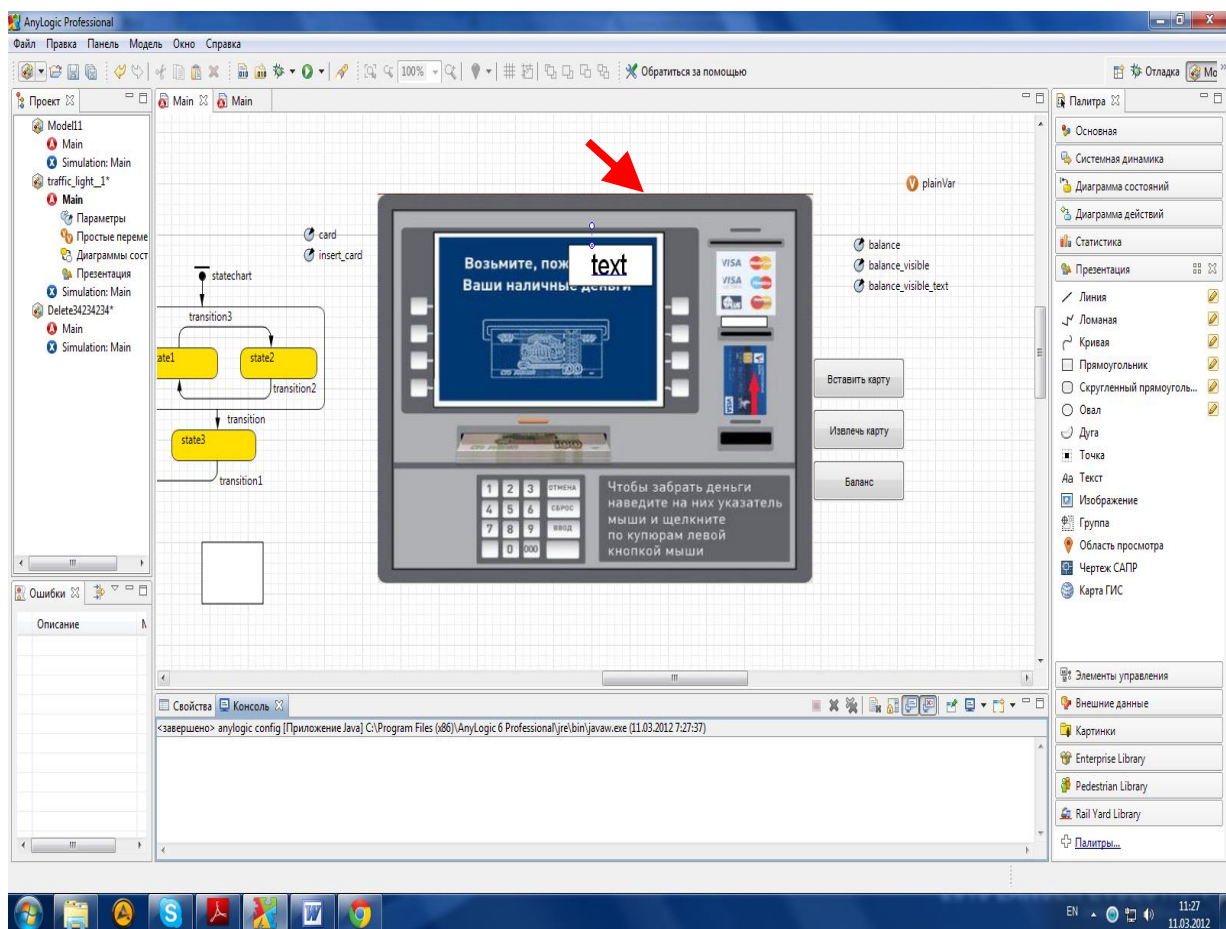 AnyLogic Professional
Файл Правка Панель Модель Окно Справка
100% Обратиться за помощью Отладка Мо
Проект
Model11
Main
Simulation: Main
traffic_light__1*
Main
Параметры
Простые переме
Диаграммы сост
Презентация
Simulation: Main
Delete34234234*
Main
Simulation: Main
Ошибки
Описание
Main Main
plainVar
card
insert_card
balance
balance_visible
balance_visible_text
statechart
transition3
ate1 state2
transition2
transition
state3
transition1
Возьмите, пож
Ваши наличные деньги
text
VISA
VISA
PLUS
VISA
1 2 3 ОТМЕНА
4 5 6 СБРОС
7 8 9 ВВОД
0 000
Чтобы забрать деньги
наведите на них указатель
мыши и щелкните
по купюрам левой
кнопкой мыши
Вставить карту
Извлечь карту
Баланс
Свойства Консоль
<завершено> anylogic config [Приложение Java] C:\Program Files (x86)\AnyLogic 6 Professional\jre\bin\javaw.exe (11.03.2012 7:27:37)
Палитра
Основная
Системная динамика
Диаграмма состояний
Диаграмма действий
Статистика
Презентация
Линия
Ломаная
Кривая
Прямоугольник
Скругленный прямоуголь...
Овал
Дуга
Точка
Aa Текст
Изображение
Группа
Область просмотра
Чертеж САПР
Карта ГИС
Элементы управления
Внешние данные
Картинки
Enterprise Library
Pedestrian Library
Rail Yard Library
Палитры...
EN 11:27
11.03.2012